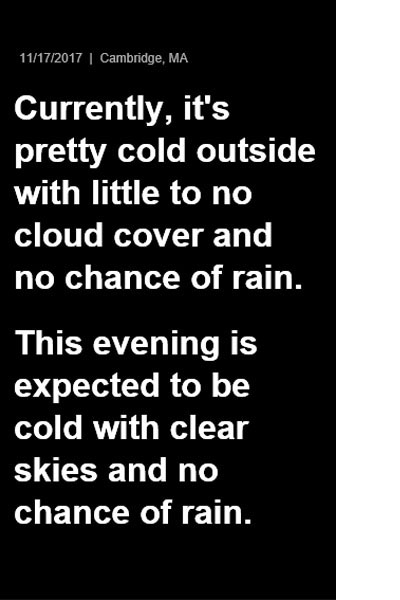 11/17/2017 | Cambridge, MA
Currently, it's
pretty cold outside
with little to no
cloud cover and
no chance of rain.
This evening is
expected to be
cold with clear
skies and no
chance of rain.